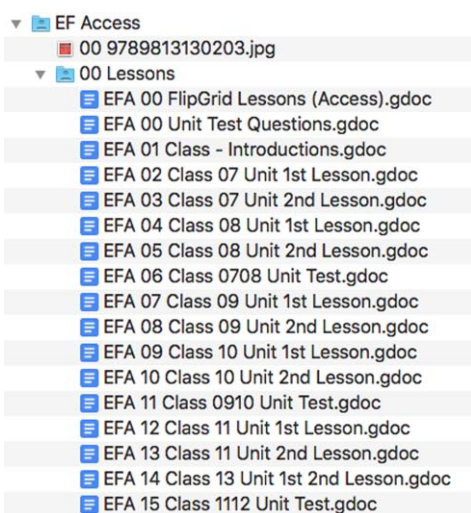 EF Access
00 9789813130203.jpg
00 Lessons
EFA 00 FlipGrid Lessons (Access).gdoc
EFA 00 Unit Test Questions.gdoc
EFA 01 Class - Introductions.gdoc
EFA 02 Class 07 Unit 1st Lesson.gdoc
EFA 03 Class 07 Unit 2nd Lesson.gdoc
EFA 04 Class 08 Unit 1st Lesson.gdoc
EFA 05 Class 08 Unit 2nd Lesson.gdoc
EFA 06 Class 0708 Unit Test.gdoc
EFA 07 Class 09 Unit 1st Lesson.gdoc
EFA 08 Class 09 Unit 2nd Lesson.gdoc
EFA 09 Class 10 Unit 1st Lesson.gdoc
EFA 10 Class 10 Unit 2nd Lesson.gdoc
EFA 11 Class 0910 Unit Test.gdoc
EFA 12 Class 11 Unit 1st Lesson.gdoc
EFA 13 Class 11 Unit 2nd Lesson.gdoc
EFA 14 Class 13 Unit 1st 2nd Lesson.gdoc
EFA 15 Class 1112 Unit Test.gdoc